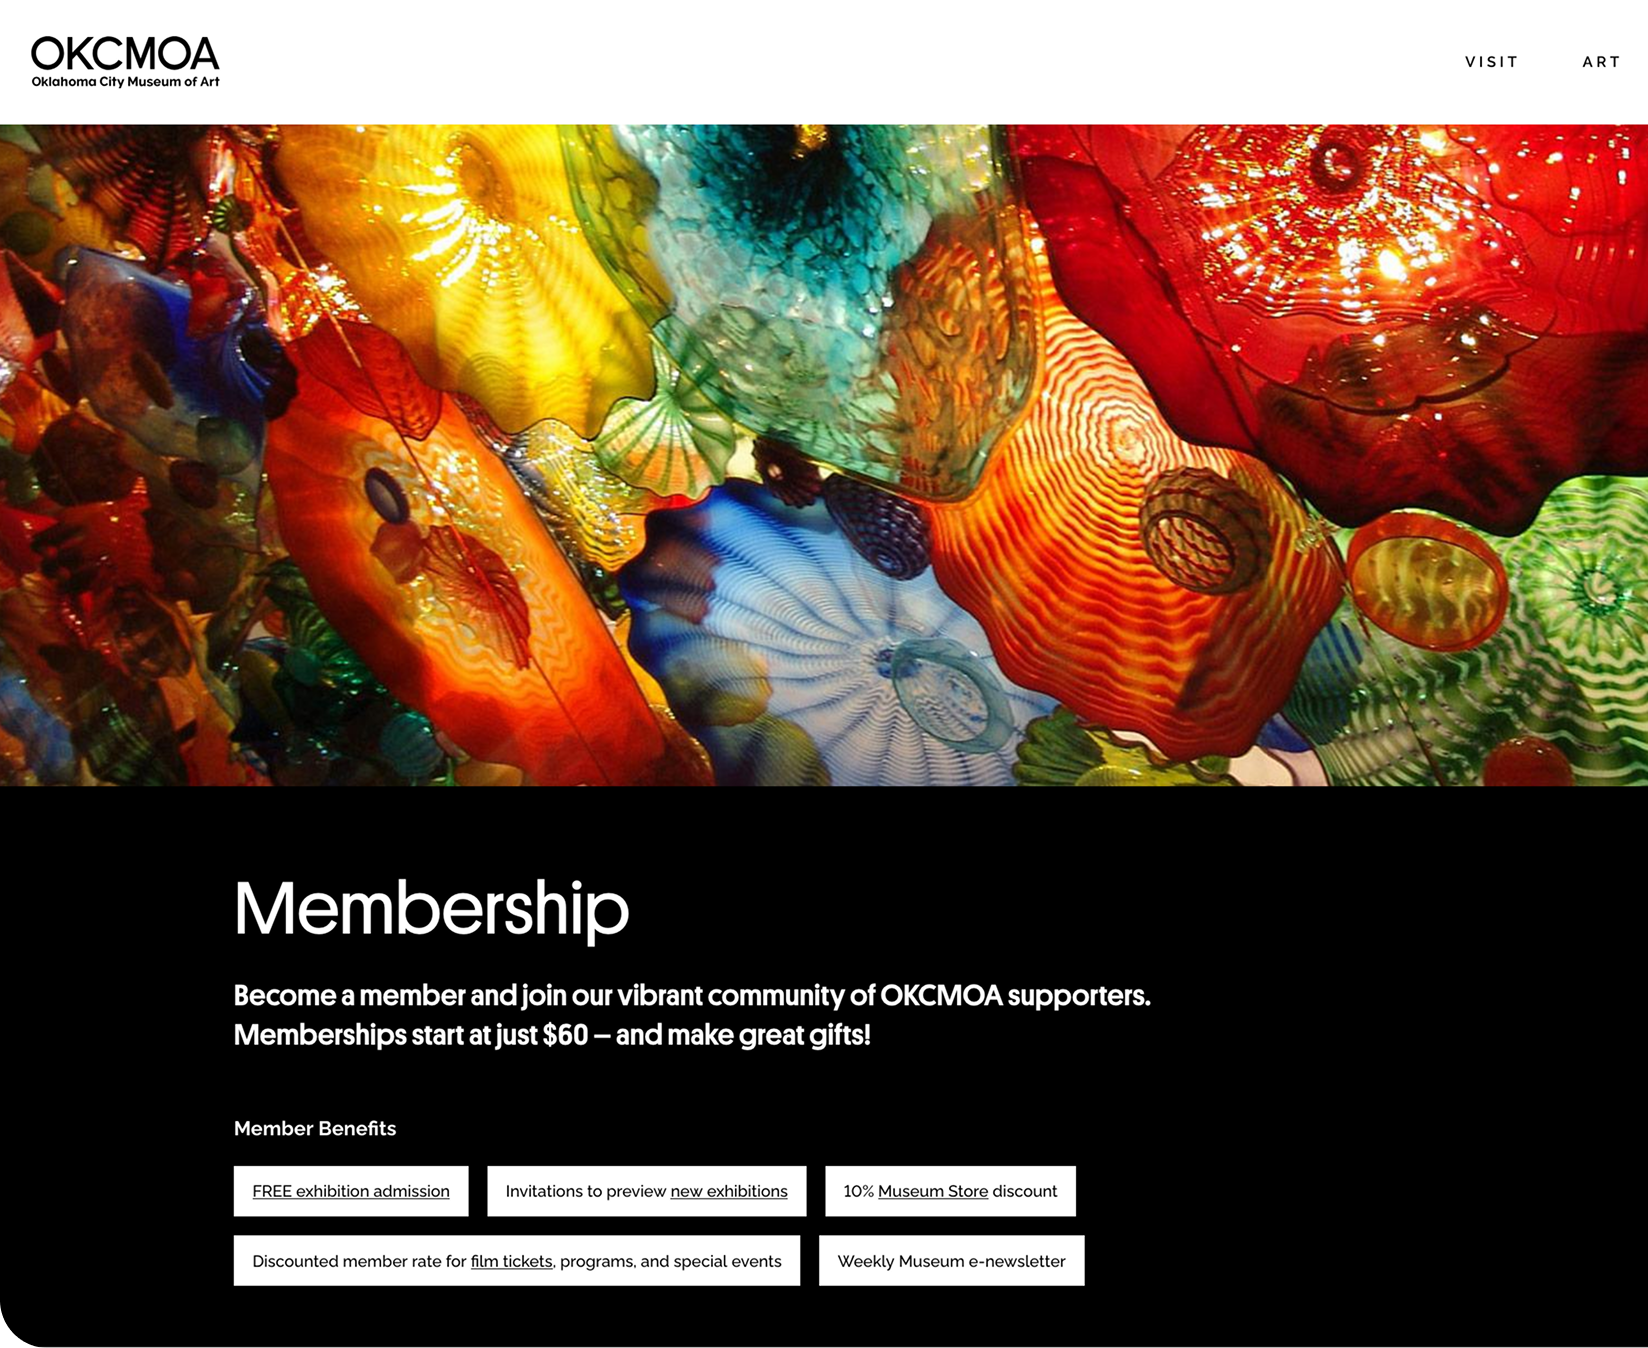 OKCMOA
Oklahoma City Museum of Art
VISIT ART
Membership
Become a member and join our vibrant community of OKCMOA supporters.
Memberships start at just $60 – and make great gifts!
Member Benefits
FREE exhibition admission
Invitations to preview new exhibitions
10% Museum Store discount
Discounted member rate for film tickets, programs, and special events
Weekly Museum e-newsletter